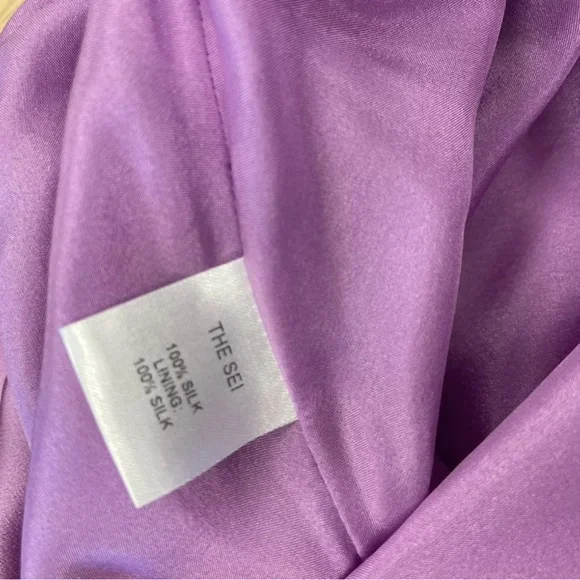 THE SEI
100% SILK
LINING:
100% SILK